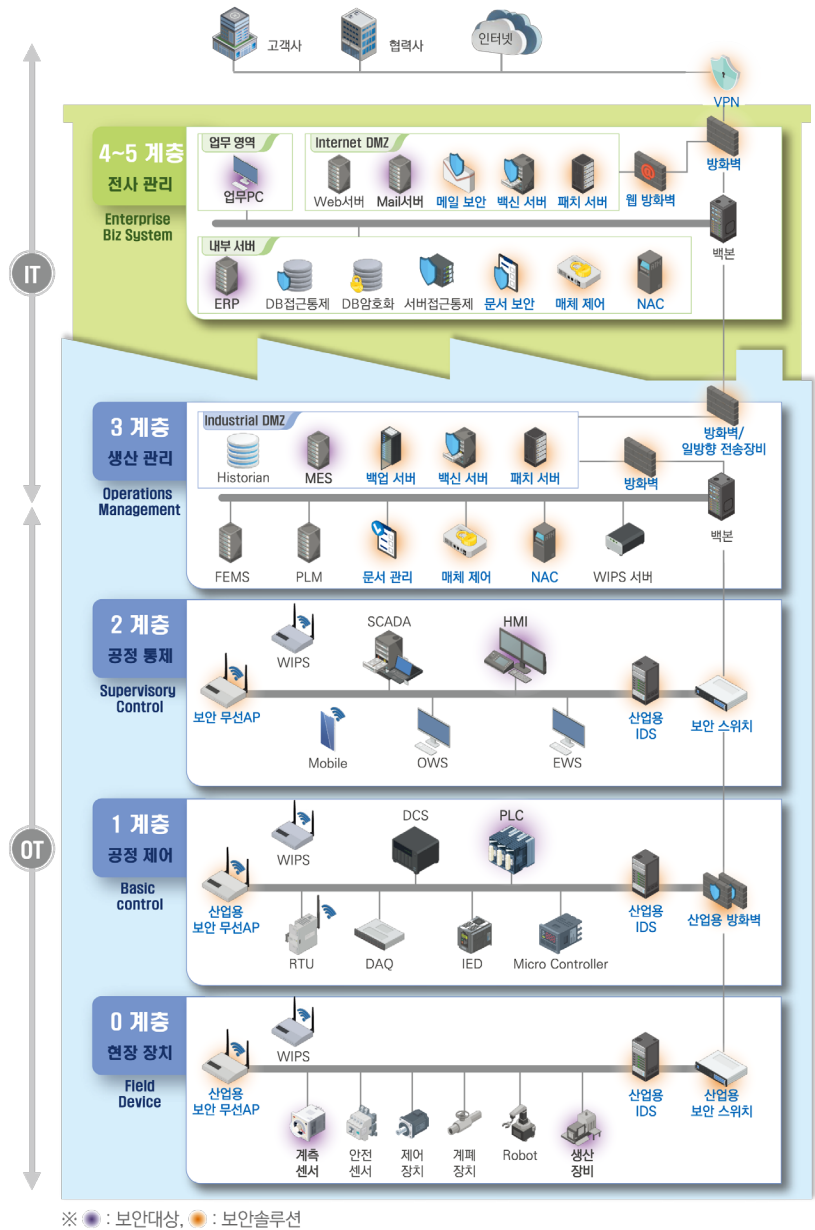 고객사
협력사
인터넷
VPN
4~5 계층
전사 관리
Enterprise
Biz System
업무 영역
업무PC
Internet DMZ
Web서버
Mail서버
메일 보안
백신 서버
패치 서버
웹 방화벽
방화벽
백본
내부 서버
ERP
DB접근통제
DB암호화
서버접근통제
문서 보안
매체 제어
NAC
IT
3 계층
생산 관리
Operations
Management
Industrial DMZ
Historian
MES
백업 서버
백신 서버
패치 서버
방화벽
방화벽/
일방향 전송장비
백본
FEMS
PLM
문서 관리
매체 제어
NAC
WIPS 서버
2 계층
공정 통제
Supervisory
Control
WIPS
SCADA
HMI
보안 무선AP
산업용
IDS
보안 스위치
Mobile
OWS
EWS
OT
1 계층
공정 제어
Basic
control
WIPS
DCS
PLC
산업용
보안 무선AP
산업용
IDS
산업용 방화벽
RTU
DAQ
IED
Micro Controller
0 계층
현장 장치
Field
Device
WIPS
산업용
보안 무선AP
산업용
IDS
산업용
보안 스위치
계측
센서
안전
센서
제어
장치
계폐
장치
Robot
생산
장비
※ : 보안대상, : 보안솔루션